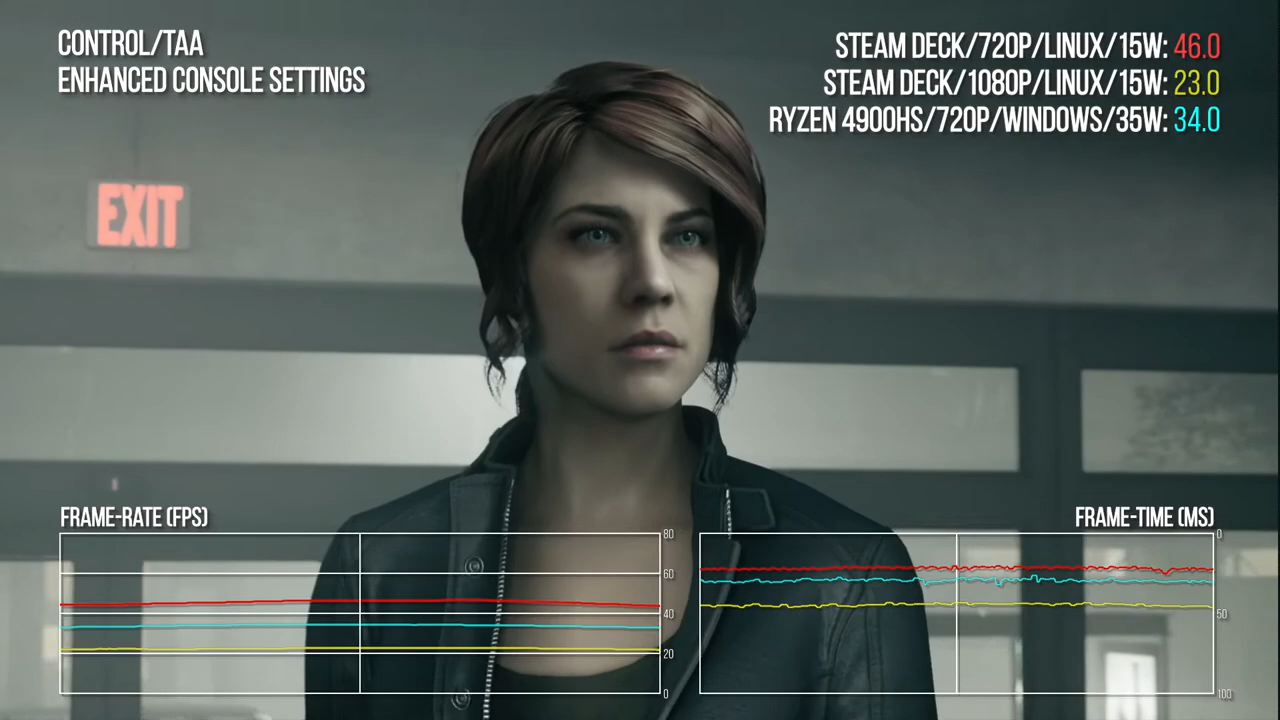 CONTROL/TAA
ENHANCED CONSOLE SETTINGS
STEAM DECK/720P/LINUX/15W: 46.0
STEAM DECK/1080P/LINUX/15W: 23.0
RYZEN 4900HS/720P/WINDOWS/35W: 34.0
EXIT
FRAME-RATE (FPS)
80
60
40
20
0
FRAME-TIME (MS)
0
50
100